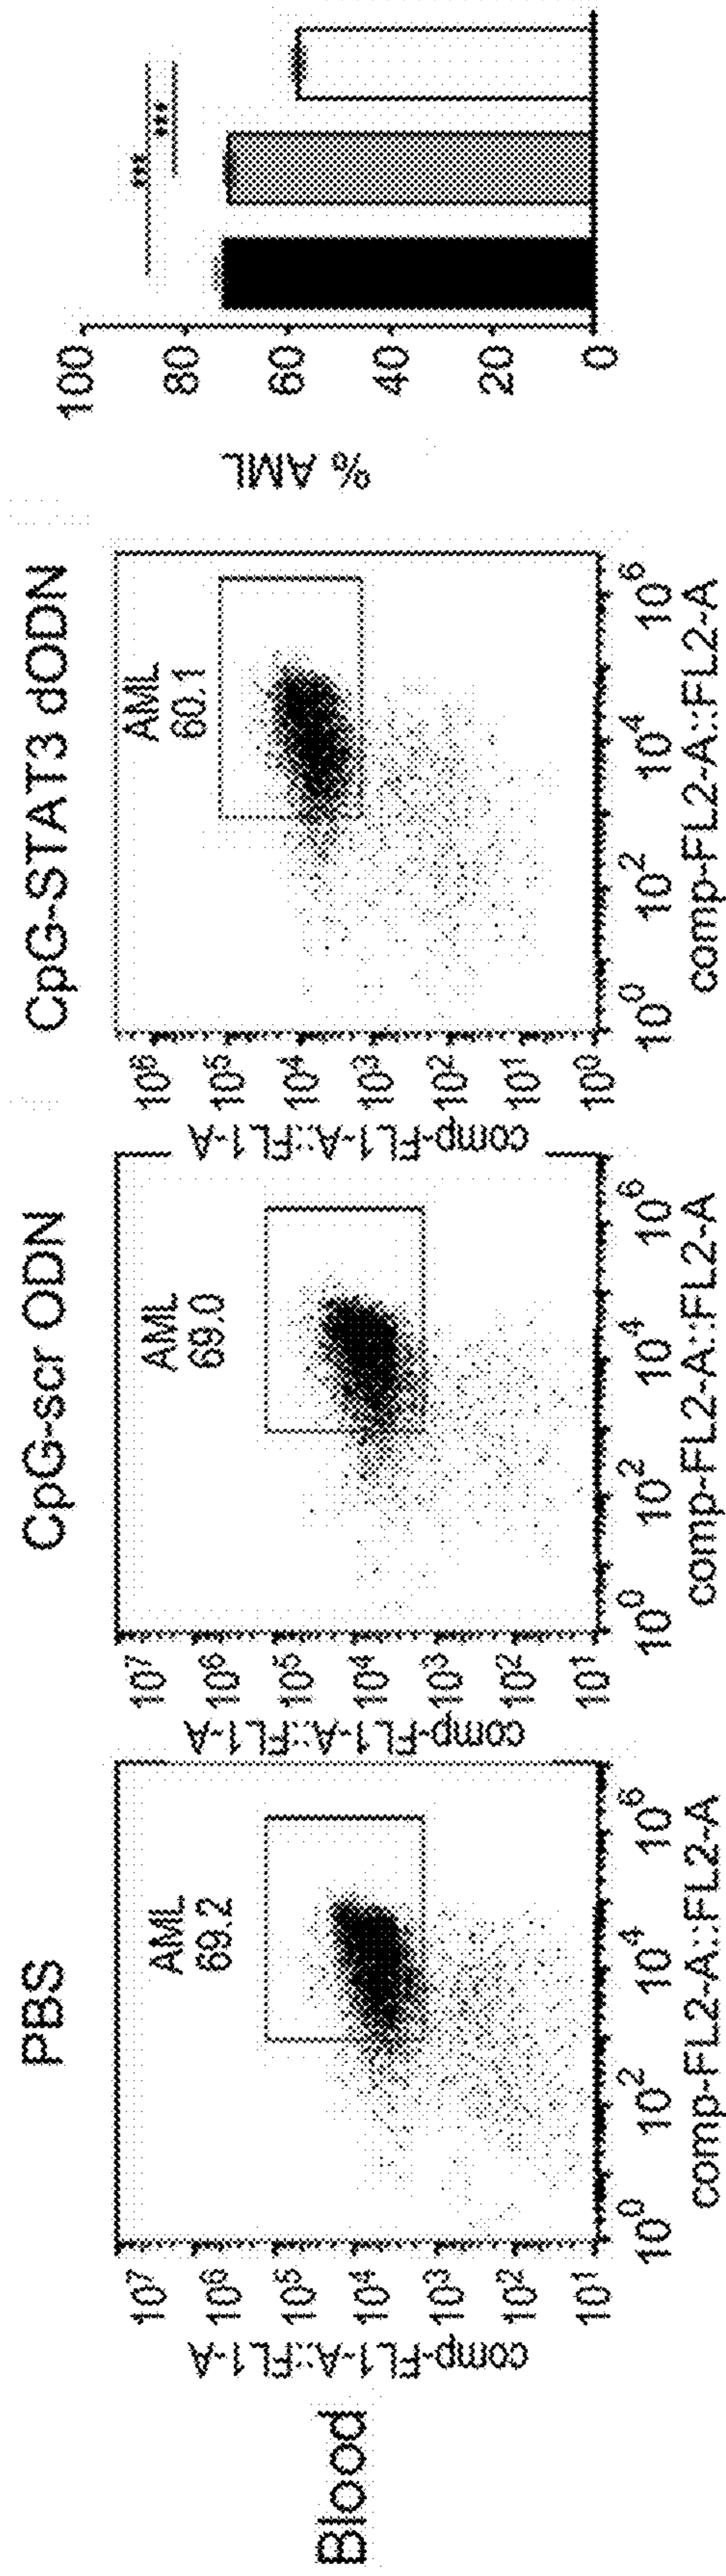 Blood
PBS
AML
69.2
comp-FL1-A::FL1-A
10⁷
10⁶
10⁵
10⁴
10³
10²
10¹
10⁰ 10² 10⁴ 10⁶
comp-FL2-A::FL2-A
CpG-scr ODN
AML
69.0
comp-FL1-A::FL1-A
10⁷
10⁶
10⁵
10⁴
10³
10²
10¹
10⁰ 10² 10⁴ 10⁶
comp-FL2-A::FL2-A
CpG-STAT3 dODN
AML
60.1
comp-FL1-A::FL1-A
10⁶
10⁵
10⁴
10³
10²
10¹
10⁰
10⁰ 10² 10⁴ 10⁶
comp-FL2-A::FL2-A
% AML
100
80
60
40
20
0
***
***